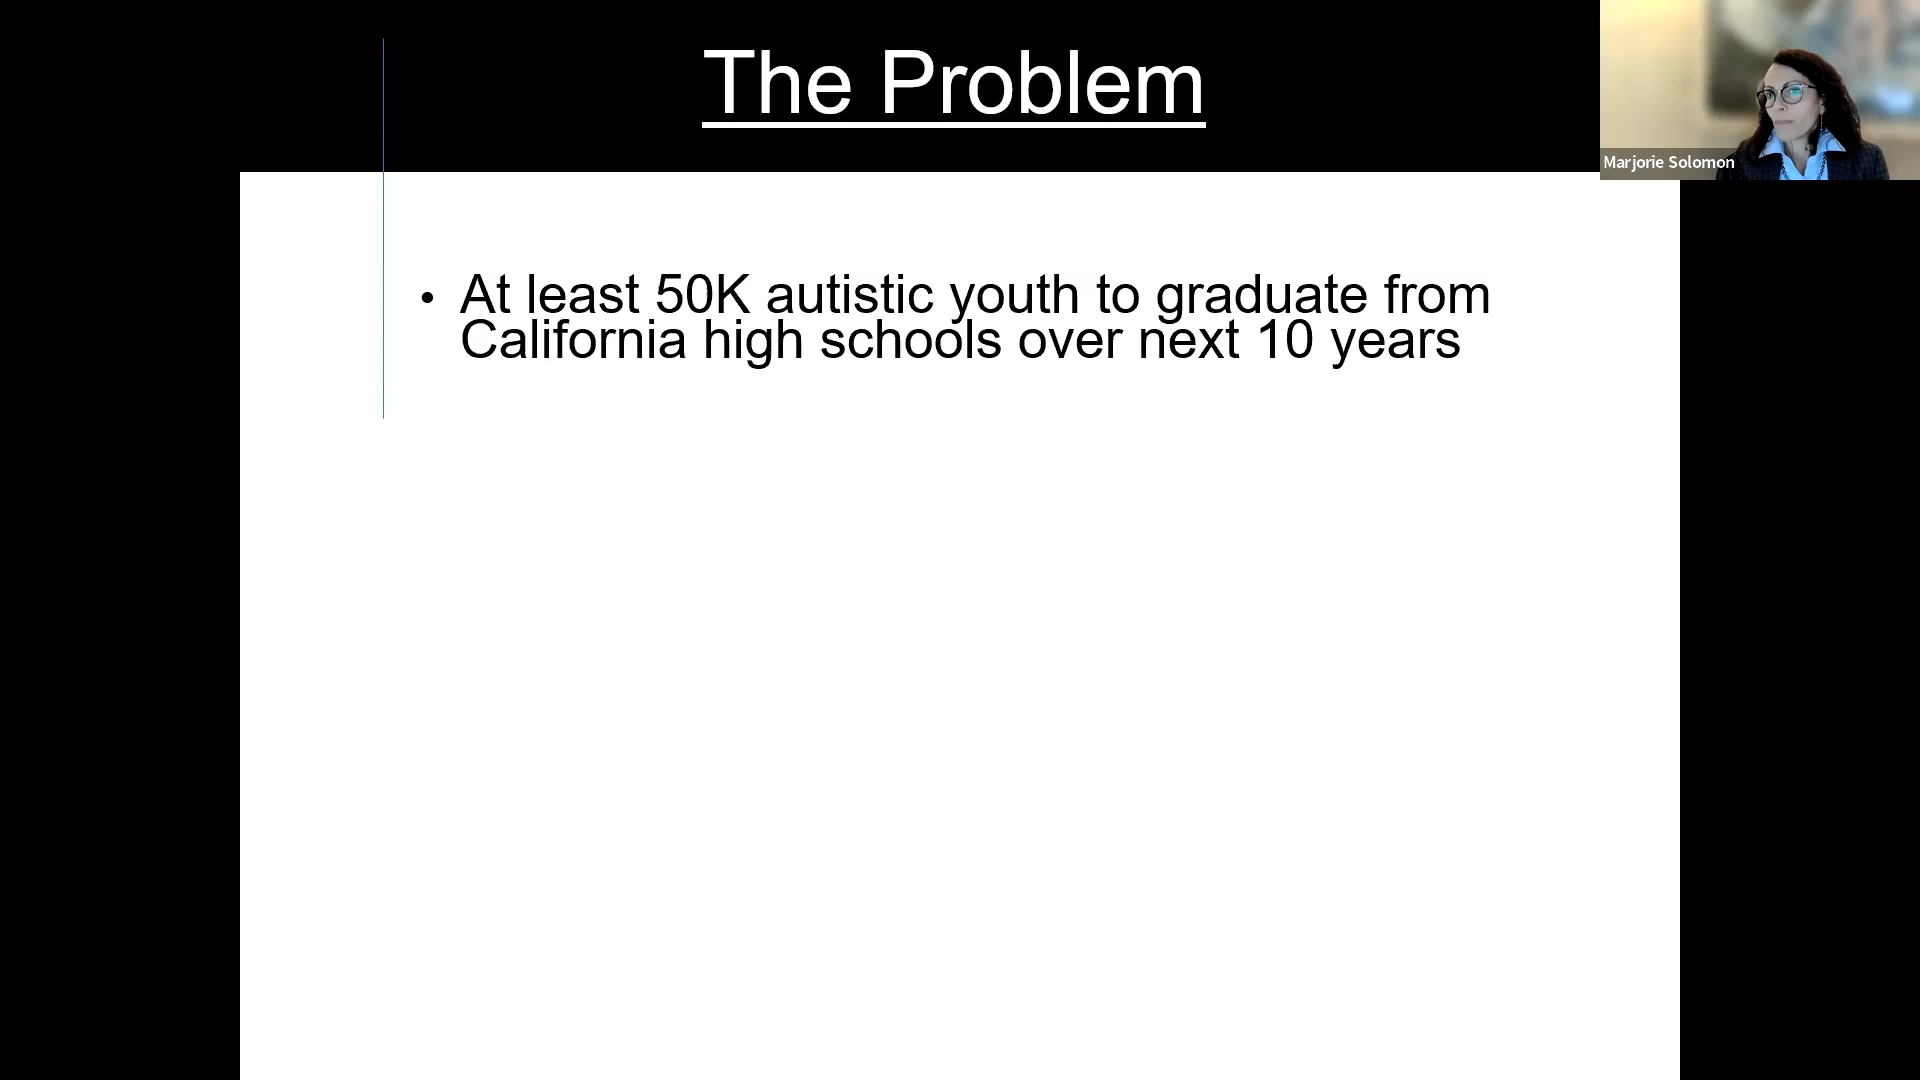 The Problem
Marjorie Solomon
• At least 50K autistic youth to graduate from
California high schools over next 10 years